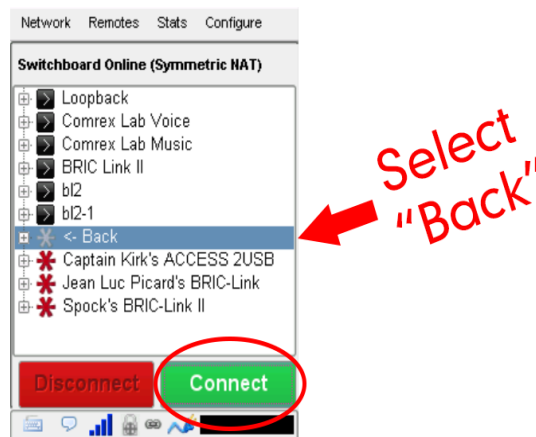 Network Remotes Stats Configure
Switchboard Online (Symmetric NAT)
Loopback
Comrex Lab Voice
Comrex Lab Music
BRIC Link II
bl2
bl2-1
<- Back
Captain Kirk's ACCESS 2USB
Jean Luc Picard's BRIC-Link
Spock's BRIC-Link II
Disconnect Connect
Select
"Back"